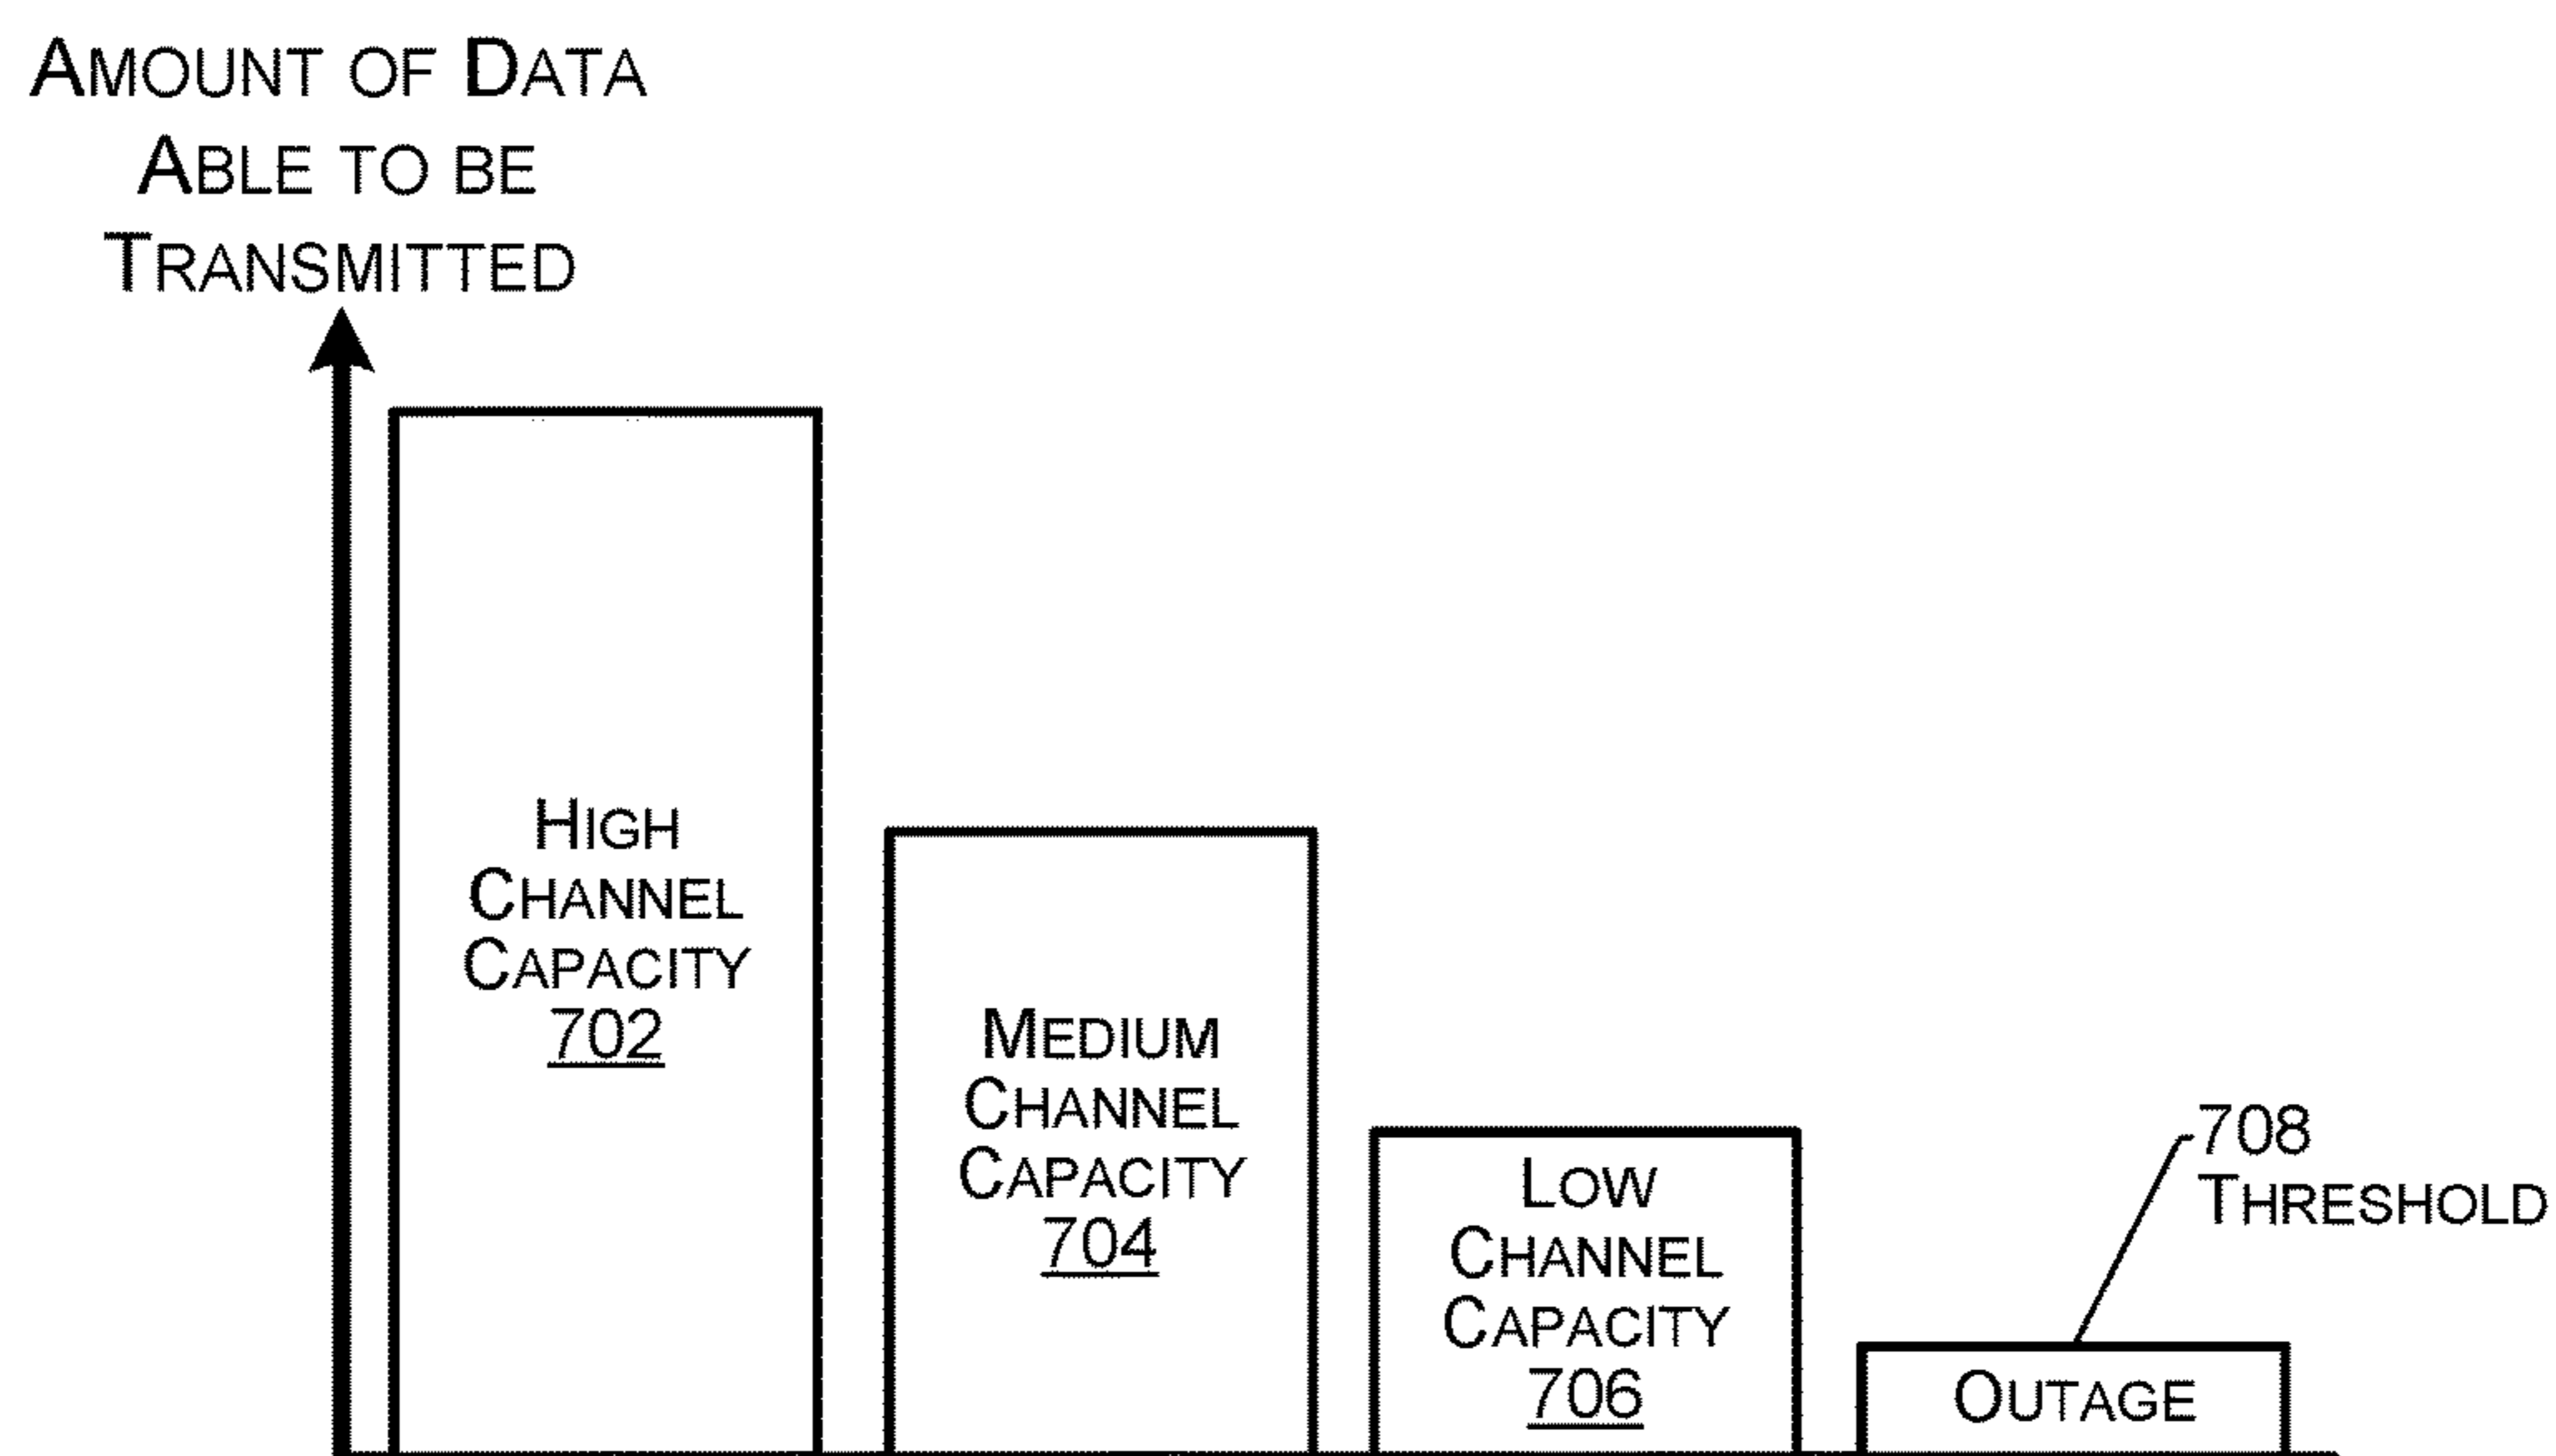 AMOUNT OF DATA
ABLE TO BE
TRANSMITTED
HIGH
CHANNEL
CAPACITY
702
MEDIUM
CHANNEL
CAPACITY
704
LOW
CHANNEL
CAPACITY
706
708
THRESHOLD
OUTAGE